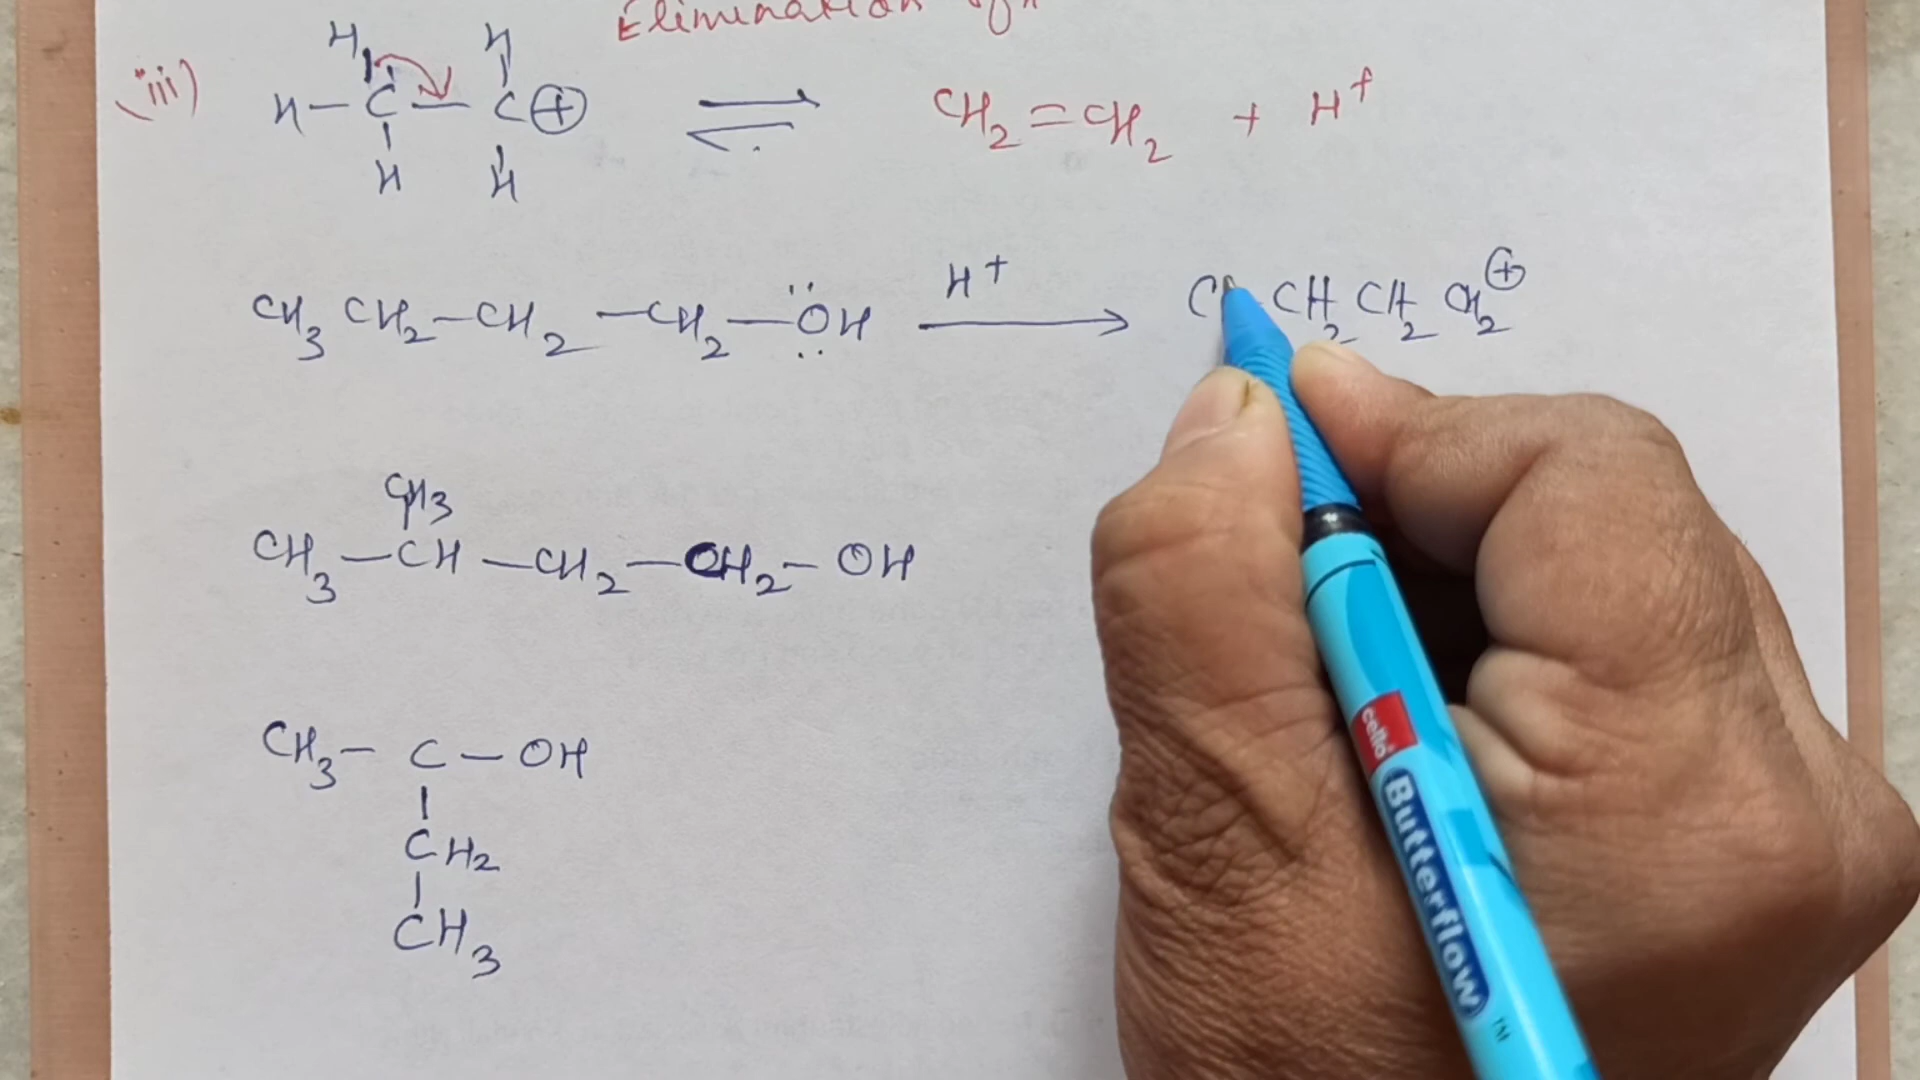 Elimination of H
(iii) H H
H–C–C⊕ ⇌ CH₂=CH₂ + H⁺
H H
CH₃ CH₂–CH₂–CH₂–ÖH H⁺ → C CH₂ CH₂ CH₂⊕
CH₃
CH₃–CH–CH₂–CH₂–OH
CH₃–C–OH
CH₂
CH₃
cello
Butterflow™